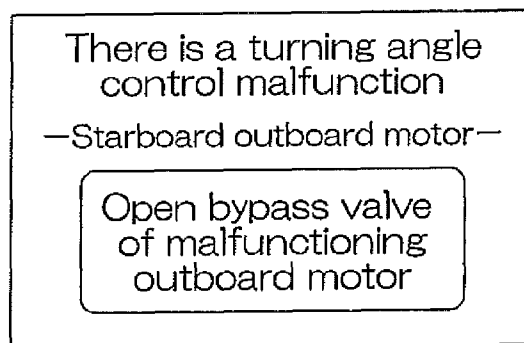 There is a turning angle
control malfunction
—Starboard outboard motor—
Open bypass valve
of malfunctioning
outboard motor